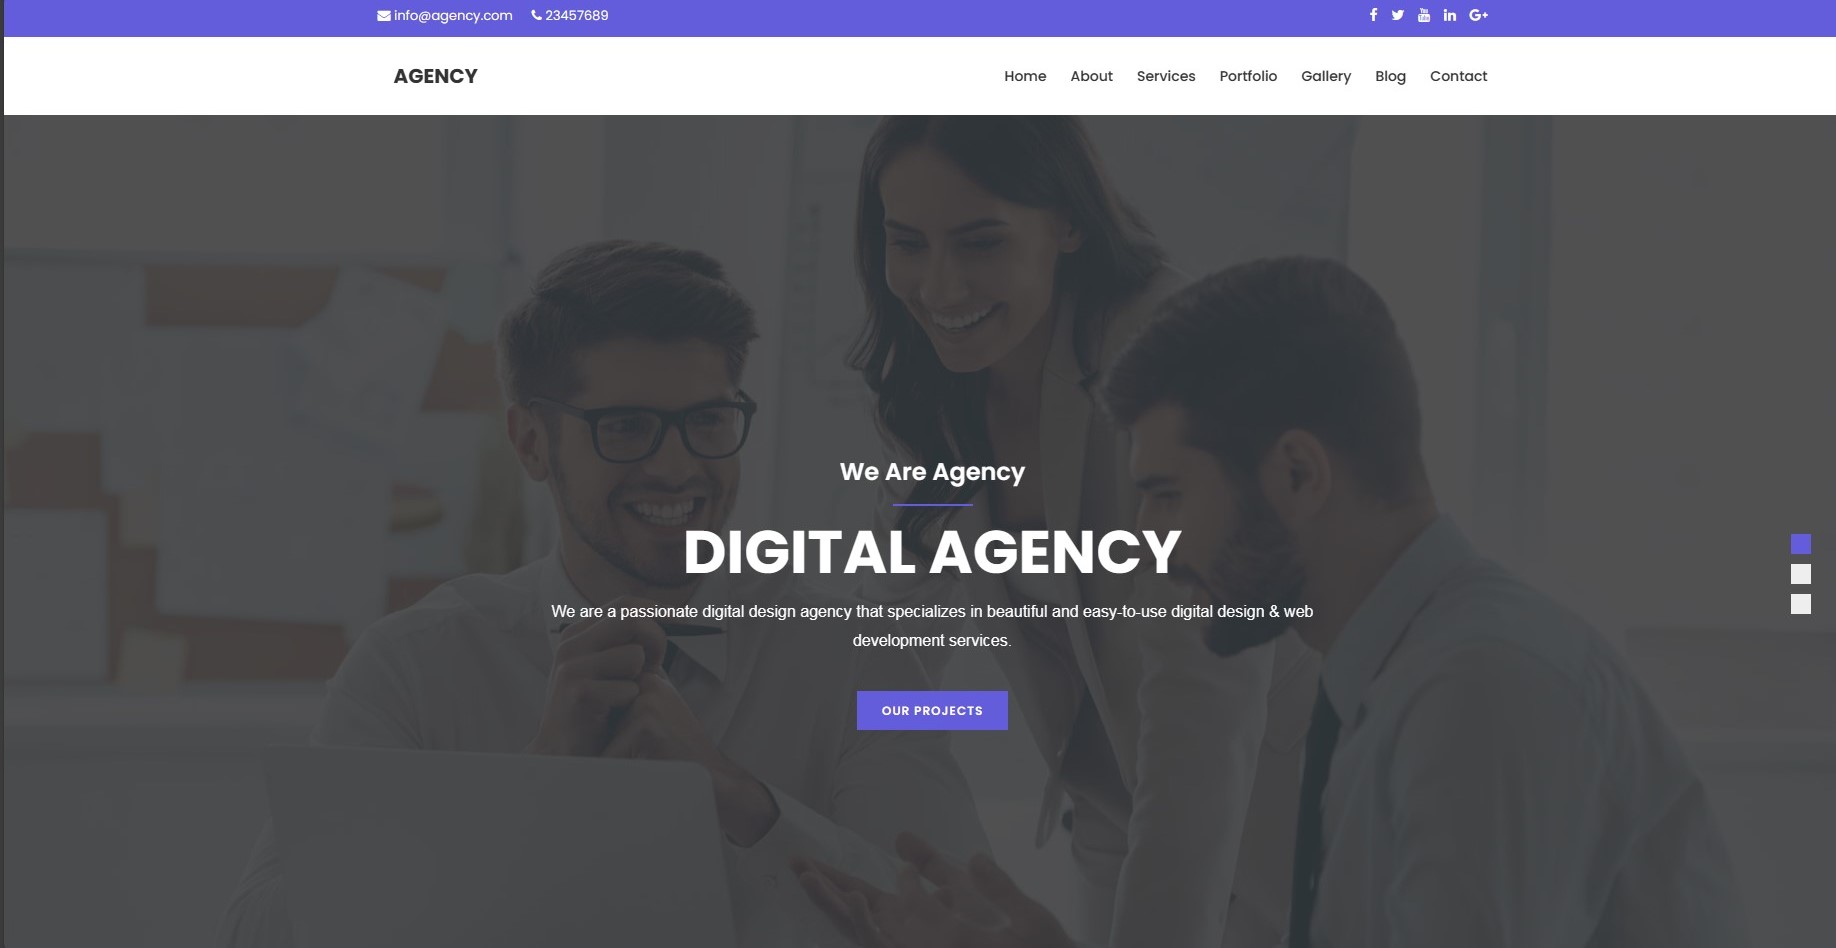 info@agency.com 23457689
AGENCY Home About Services Portfolio Gallery Blog Contact
We Are Agency
DIGITAL AGENCY
We are a passionate digital design agency that specializes in beautiful and easy-to-use digital design & web
development services.
OUR PROJECTS